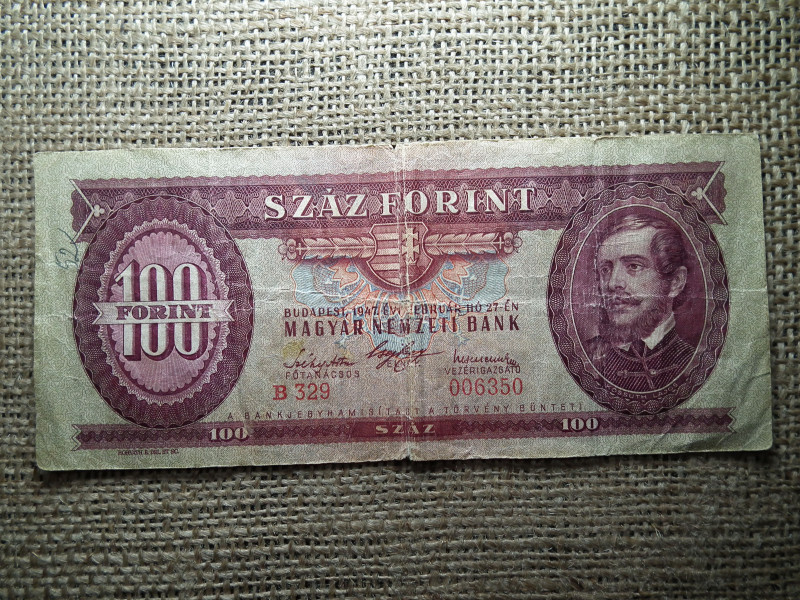 SZÁZ FORINT
100
FORINT
BUDAPEST, 1947. ÉVI FEBRUÁR HÓ 27-ÉN
MAGYAR NEMZETI BANK
FŐTANÁCSOS
VEZÉRIGAZGATÓ
B 329
006350
A BANKJEGYHAMISÍTÁST A TÖRVÉNY BÜNTETI
100 SZÁZ 100